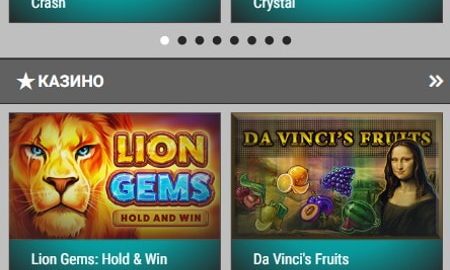 Crash
Crystal
КАЗИНО
LION
GEMS
HOLD AND WIN
DA VINCI'S FRUITS
Lion Gems: Hold & Win
Da Vinci's Fruits